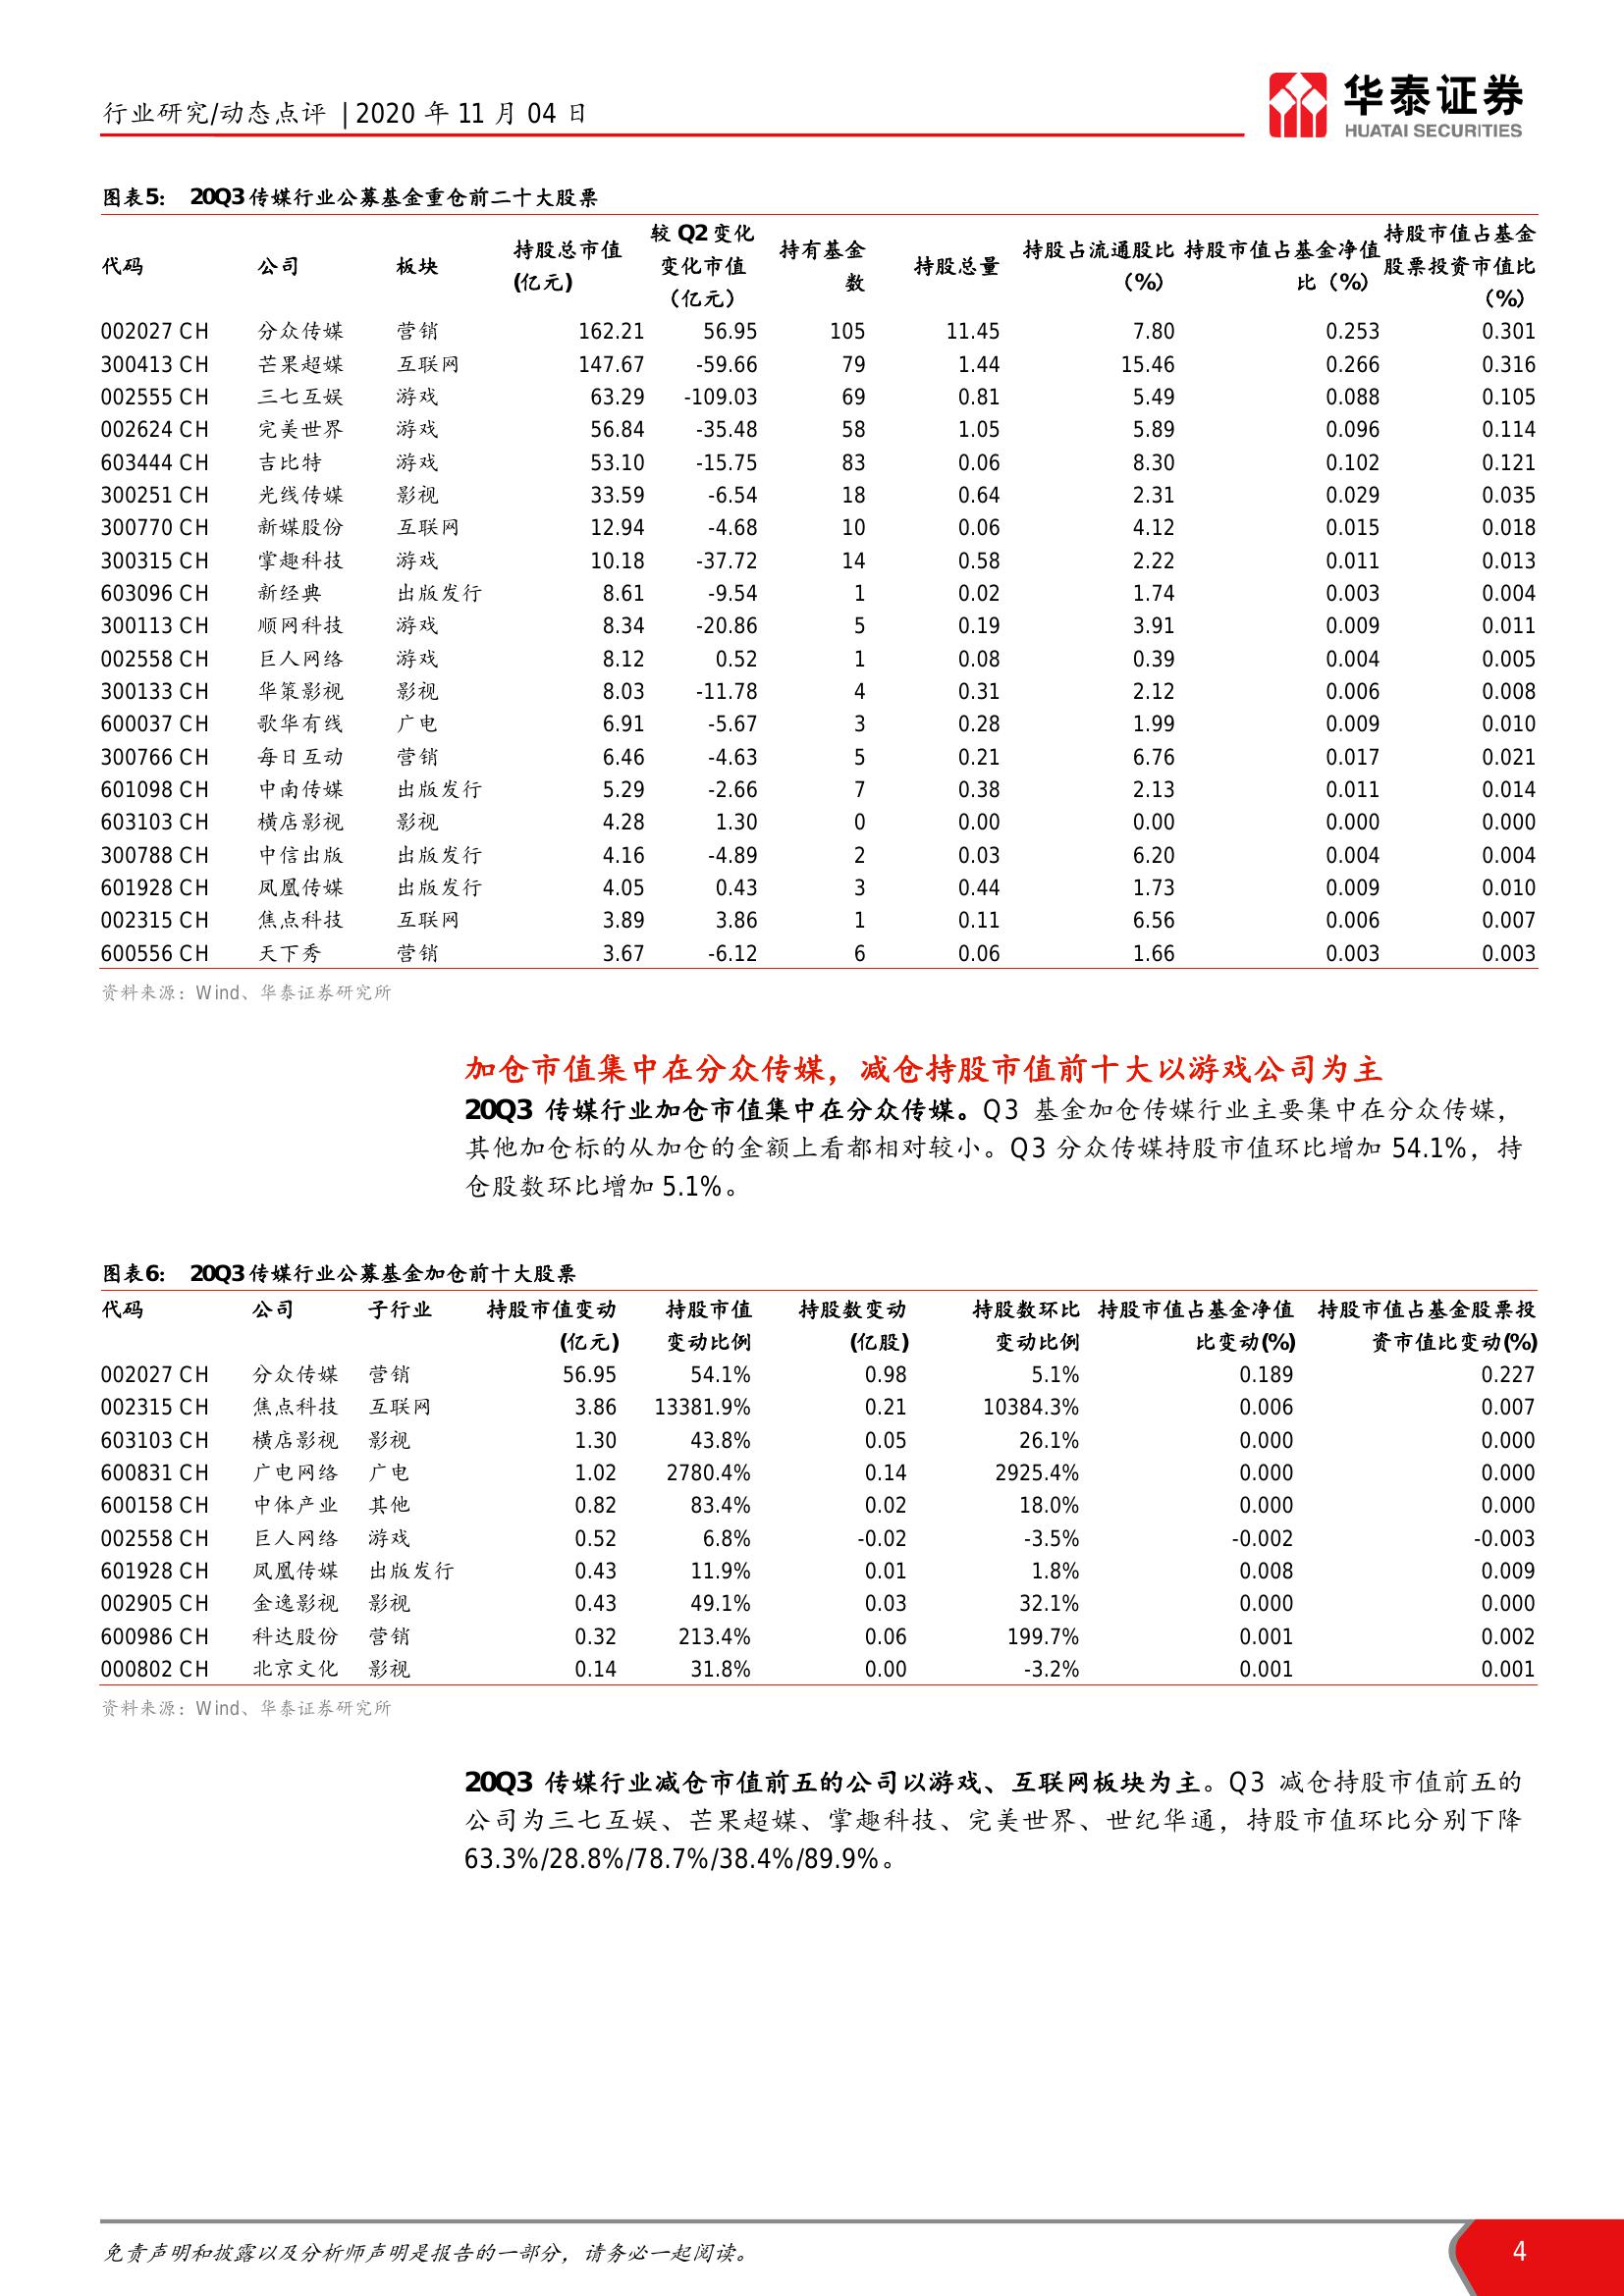 行业研究/动态点评 | 2020 年 11 月 04 日
华泰证券
HUATAI SECURITIES
图表5： 20Q3 传媒行业公募基金重仓前二十大股票
代码 公司 板块 持股总市值(亿元) 较 Q2 变化变化市值（亿元） 持有基金数 持股总量 持股占流通股比（%） 持股市值占基金净值比（%） 持股市值占基金股票投资市值比（%）
002027 CH 分众传媒 营销 162.21 56.95 105 11.45 7.80 0.253 0.301
300413 CH 芒果超媒 互联网 147.67 -59.66 79 1.44 15.46 0.266 0.316
002555 CH 三七互娱 游戏 63.29 -109.03 69 0.81 5.49 0.088 0.105
002624 CH 完美世界 游戏 56.84 -35.48 58 1.05 5.89 0.096 0.114
603444 CH 吉比特 游戏 53.10 -15.75 83 0.06 8.30 0.102 0.121
300251 CH 光线传媒 影视 33.59 -6.54 18 0.64 2.31 0.029 0.035
300770 CH 新媒股份 互联网 12.94 -4.68 10 0.06 4.12 0.015 0.018
300315 CH 掌趣科技 游戏 10.18 -37.72 14 0.58 2.22 0.011 0.013
603096 CH 新经典 出版发行 8.61 -9.54 1 0.02 1.74 0.003 0.004
300113 CH 顺网科技 游戏 8.34 -20.86 5 0.19 3.91 0.009 0.011
002558 CH 巨人网络 游戏 8.12 0.52 1 0.08 0.39 0.004 0.005
300133 CH 华策影视 影视 8.03 -11.78 4 0.31 2.12 0.006 0.008
600037 CH 歌华有线 广电 6.91 -5.67 3 0.28 1.99 0.009 0.010
300766 CH 每日互动 营销 6.46 -4.63 5 0.21 6.76 0.017 0.021
601098 CH 中南传媒 出版发行 5.29 -2.66 7 0.38 2.13 0.011 0.014
603103 CH 横店影视 影视 4.28 1.30 0 0.00 0.00 0.000 0.000
300788 CH 中信出版 出版发行 4.16 -4.89 2 0.03 6.20 0.004 0.004
601928 CH 凤凰传媒 出版发行 4.05 0.43 3 0.44 1.73 0.009 0.010
002315 CH 焦点科技 互联网 3.89 3.86 1 0.11 6.56 0.006 0.007
600556 CH 天下秀 营销 3.67 -6.12 6 0.06 1.66 0.003 0.003
资料来源：Wind、华泰证券研究所
加仓市值集中在分众传媒，减仓持股市值前十大以游戏公司为主
20Q3 传媒行业加仓市值集中在分众传媒。Q3 基金加仓传媒行业主要集中在分众传媒，
其他加仓标的从加仓的金额上看都相对较小。Q3 分众传媒持股市值环比增加 54.1%，持
仓股数环比增加 5.1%。
图表6： 20Q3 传媒行业公募基金加仓前十大股票
代码 公司 子行业 持股市值变动(亿元) 持股市值变动比例 持股数变动(亿股) 持股数环比变动比例 持股市值占基金净值比变动(%) 持股市值占基金股票投资市值比变动(%)
002027 CH 分众传媒 营销 56.95 54.1% 0.98 5.1% 0.189 0.227
002315 CH 焦点科技 互联网 3.86 13381.9% 0.21 10384.3% 0.006 0.007
603103 CH 横店影视 影视 1.30 43.8% 0.05 26.1% 0.000 0.000
600831 CH 广电网络 广电 1.02 2780.4% 0.14 2925.4% 0.000 0.000
600158 CH 中体产业 其他 0.82 83.4% 0.02 18.0% 0.000 0.000
002558 CH 巨人网络 游戏 0.52 6.8% -0.02 -3.5% -0.002 -0.003
601928 CH 凤凰传媒 出版发行 0.43 11.9% 0.01 1.8% 0.008 0.009
002905 CH 金逸影视 影视 0.43 49.1% 0.03 32.1% 0.000 0.000
600986 CH 科达股份 营销 0.32 213.4% 0.06 199.7% 0.001 0.002
000802 CH 北京文化 影视 0.14 31.8% 0.00 -3.2% 0.001 0.001
资料来源：Wind、华泰证券研究所
20Q3 传媒行业减仓市值前五的公司以游戏、互联网板块为主。Q3 减仓持股市值前五的
公司为三七互娱、芒果超媒、掌趣科技、完美世界、世纪华通，持股市值环比分别下降
63.3%/28.8%/78.7%/38.4%/89.9%。
免责声明和披露以及分析师声明是报告的一部分，请务必一起阅读。
4